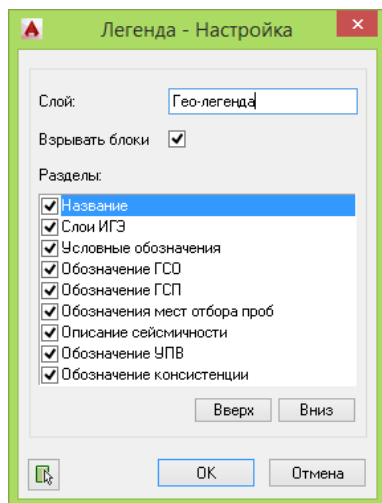 Легенда - Настройка
Слой: Гео-легенда
Взрывать блоки
Разделы:
Название
Слои ИГЭ
Условные обозначения
Обозначение ГСО
Обозначение ГСП
Обозначения мест отбора проб
Описание сейсмичности
Обозначение УПВ
Обозначение консистенции
Вверх Вниз
OK Отмена